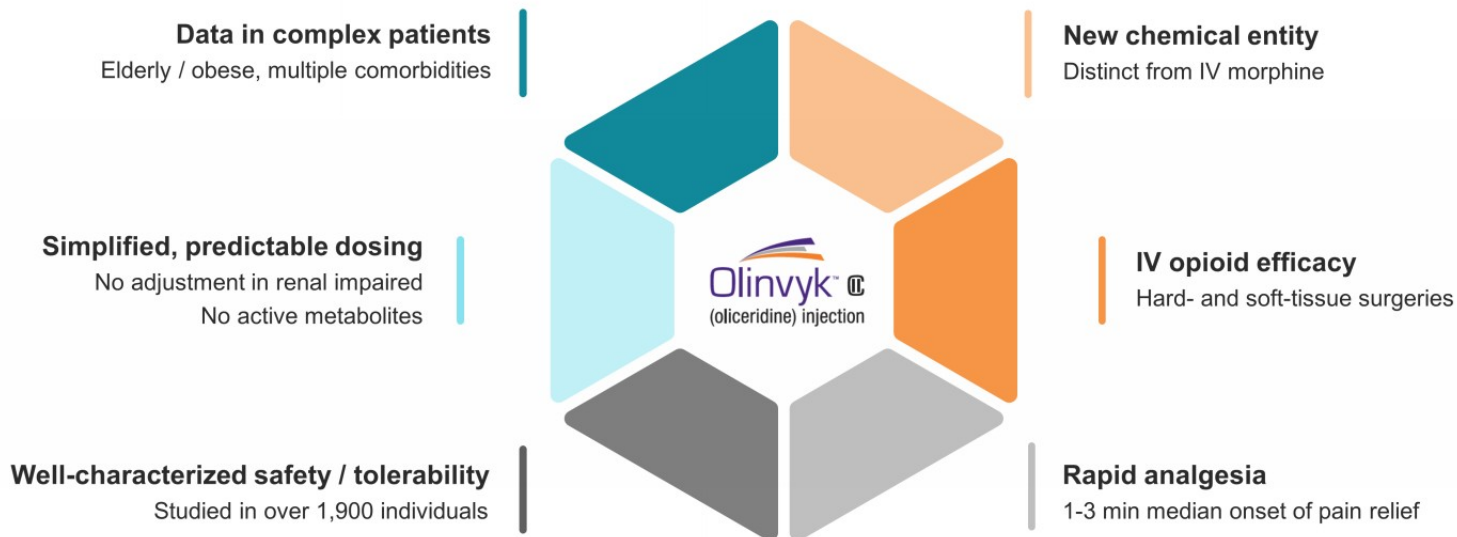 Data in complex patients
Elderly / obese, multiple comorbidities
New chemical entity
Distinct from IV morphine
Simplified, predictable dosing
No adjustment in renal impaired
No active metabolites
Olinvyk™ CII
(oliceridine) injection
IV opioid efficacy
Hard- and soft-tissue surgeries
Well-characterized safety / tolerability
Studied in over 1,900 individuals
Rapid analgesia
1-3 min median onset of pain relief